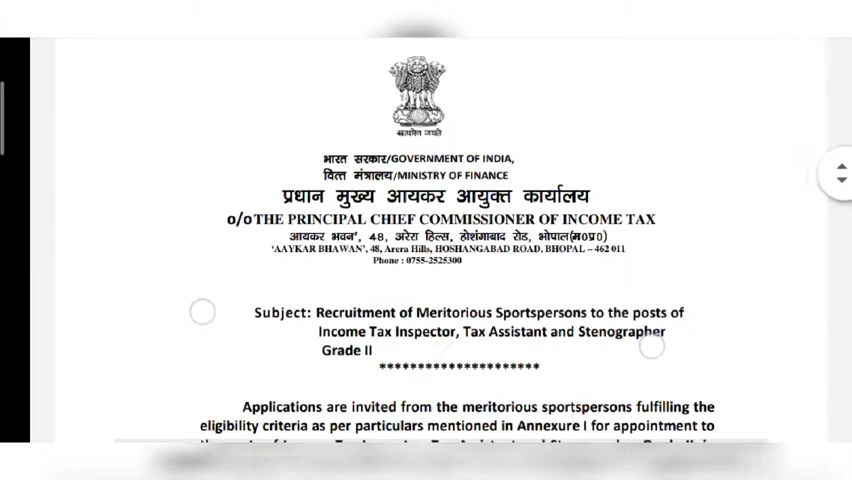 सत्यमेव जयते
भारत सरकार/GOVERNMENT OF INDIA,
वित्त मंत्रालय/MINISTRY OF FINANCE
प्रधान मुख्य आयकर आयुक्त कार्यालय
o/o THE PRINCIPAL CHIEF COMMISSIONER OF INCOME TAX
आयकर भवन', 48, अरेरा हिल्स, होशंगाबाद रोड, भोपाल(म0प्र0)
'AAYKAR BHAWAN', 48, Arera Hills, HOSHANGABAD ROAD, BHOPAL – 462 011
Phone : 0755-2525300
Subject: Recruitment of Meritorious Sportspersons to the posts of
Income Tax Inspector, Tax Assistant and Stenographer
Grade II
*********************
Applications are invited from the meritorious sportspersons fulfilling the
eligibility criteria as per particulars mentioned in Annexure I for appointment to